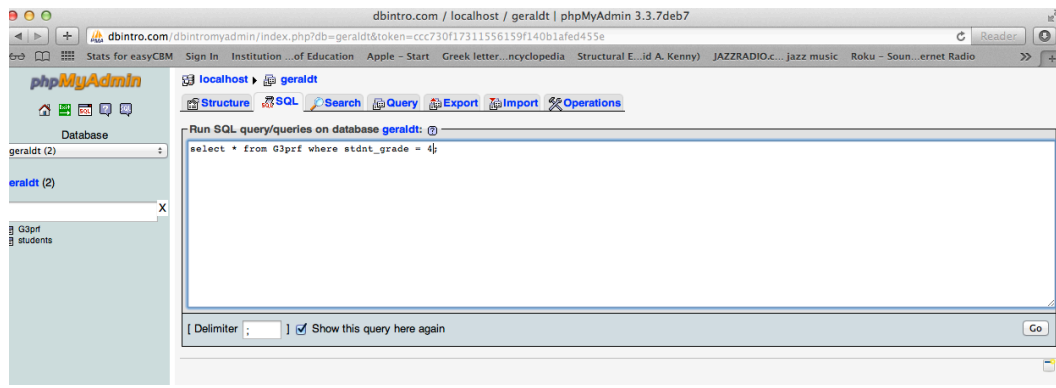 dbintro.com / localhost / geraldt | phpMyAdmin 3.3.7deb7
dbintro.com/dbintromyadmin/index.php?db=geraldt&token=ccc730f17311556159f140b1afed455e
Reader
Stats for easyCBM Sign In Institution ...of Education Apple – Start Greek letter...ncyclopedia Structural E...id A. Kenny) JAZZRADIO.c... jazz music Roku – Soun...ernet Radio >>
phpMyAdmin
localhost geraldt
Structure SQL Search Query Export Import Operations
Database
geraldt (2)
eraldt (2)
X
G3prf
students
Run SQL query/queries on database geraldt:
select * from G3prf where stdnt_grade = 4;
[ Delimiter ; ] Show this query here again
Go